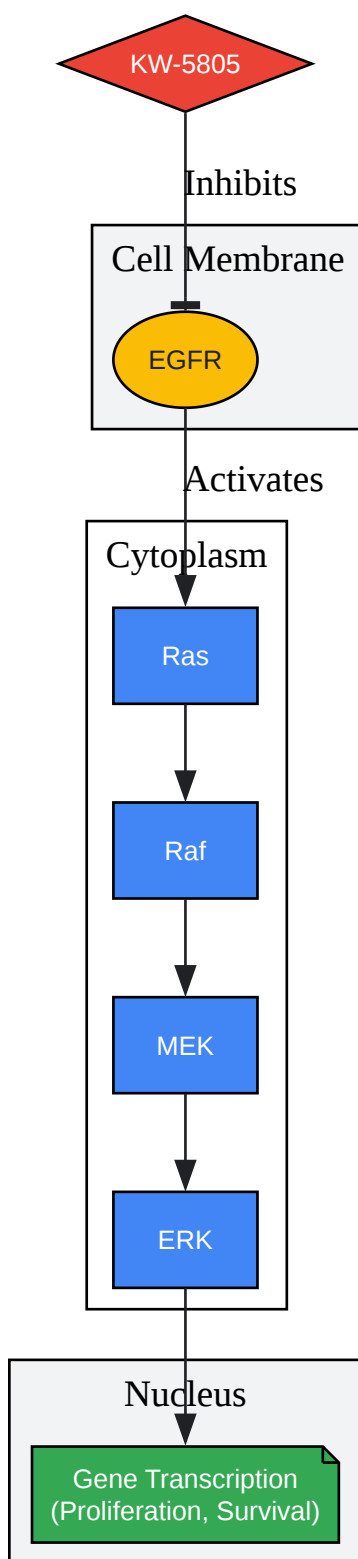 KW-5805
Inhibits
Cell Membrane
EGFR
Activates
Cytoplasm
Ras
Raf
MEK
ERK
Nucleus
Gene Transcription
(Proliferation, Survival)